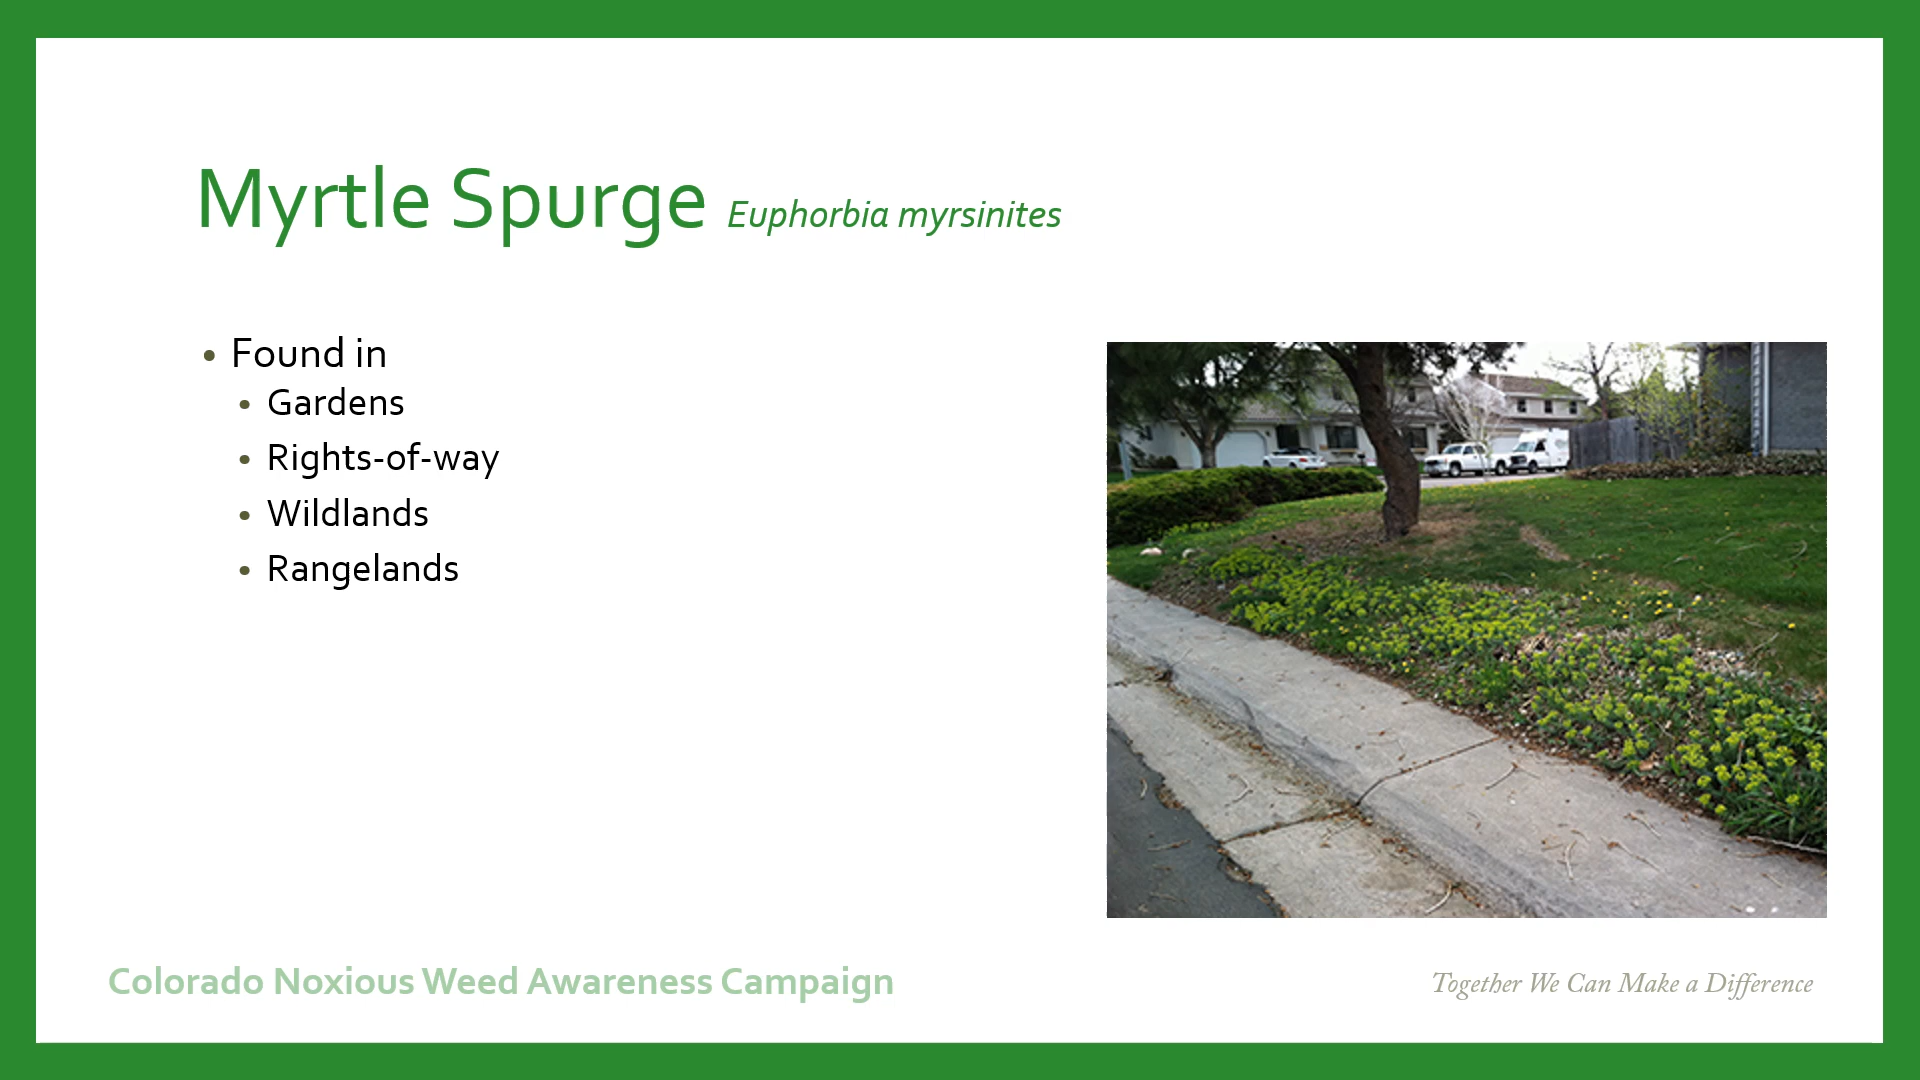 Myrtle Spurge Euphorbia myrsinites
• Found in
• Gardens
• Rights-of-way
• Wildlands
• Rangelands
Colorado Noxious Weed Awareness Campaign
Together We Can Make a Difference